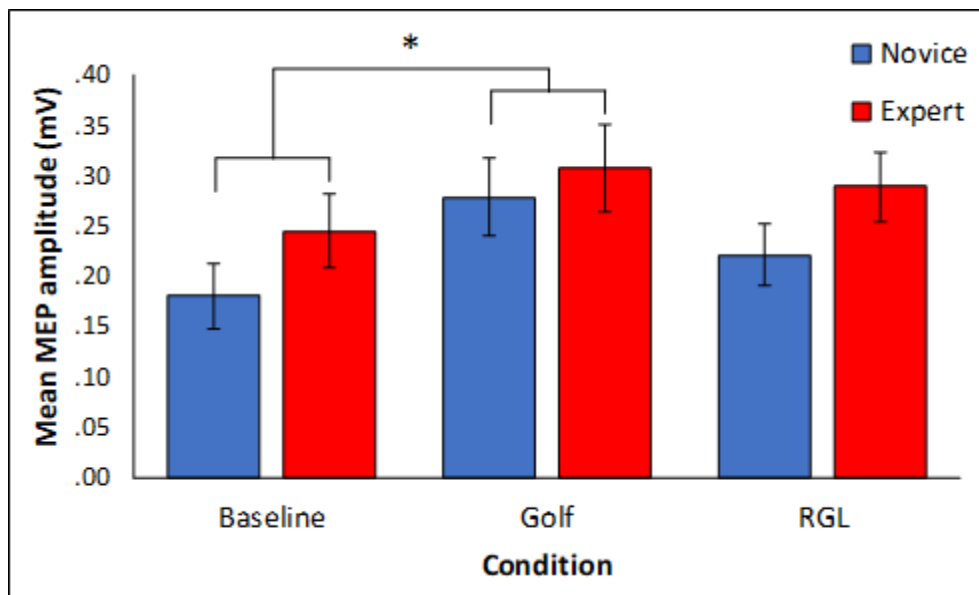 *
Novice
Expert
Mean MEP amplitude (mV)
.40
.35
.30
.25
.20
.15
.10
.05
.00
Baseline Golf RGL
Condition